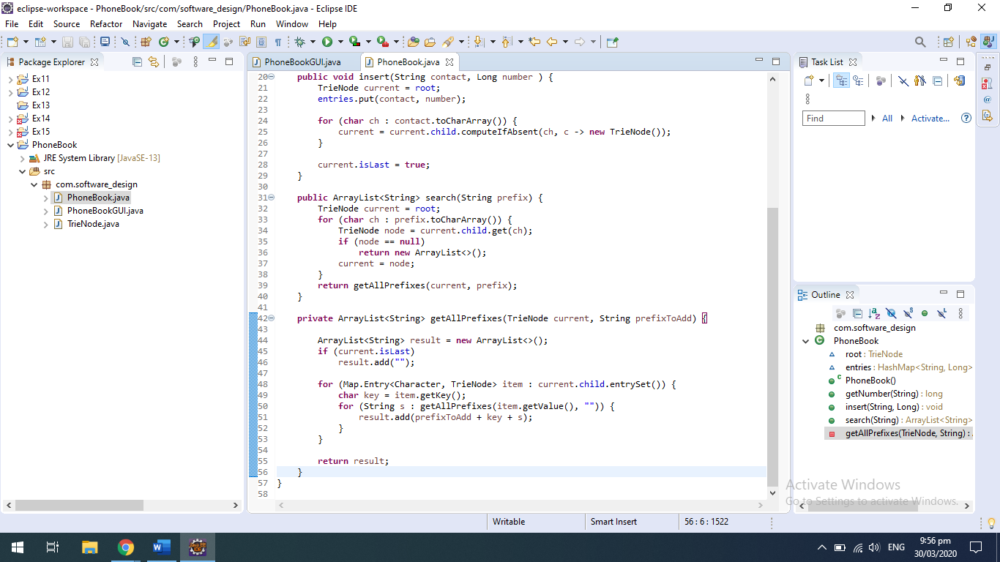 eclipse-workspace - PhoneBook/src/com/software_design/PhoneBook.java - Eclipse IDE
File Edit Source Refactor Navigate Search Project Run Window Help
Package Explorer
Ex11
Ex12
Ex13
Ex14
Ex15
PhoneBook
JRE System Library [JavaSE-13]
src
com.software_design
PhoneBook.java
PhoneBookGUI.java
TrieNode.java
PhoneBookGUI.java PhoneBook.java
20 public void insert(String contact, Long number ) {
21 TrieNode current = root;
22 entries.put(contact, number);
23
24 for (char ch : contact.toCharArray()) {
25 current = current.child.computeIfAbsent(ch, c -> new TrieNode());
26 }
27
28 current.isLast = true;
29 }
30
31 public ArrayList<String> search(String prefix) {
32 TrieNode current = root;
33 for (char ch : prefix.toCharArray()) {
34 TrieNode node = current.child.get(ch);
35 if (node == null)
36 return new ArrayList<>();
37 current = node;
38 }
39 return getAllPrefixes(current, prefix);
40 }
41
42 private ArrayList<String> getAllPrefixes(TrieNode current, String prefixToAdd) {
43
44 ArrayList<String> result = new ArrayList<>();
45 if (current.isLast)
46 result.add("");
47
48 for (Map.Entry<Character, TrieNode> item : current.child.entrySet()) {
49 char key = item.getKey();
50 for (String s : getAllPrefixes(item.getValue(), "")) {
51 result.add(prefixToAdd + key + s);
52 }
53 }
54
55 return result;
56 }
57 }
58
Task List
Find All Activate...
Outline
com.software_design
PhoneBook
root : TrieNode
entries : HashMap<String, Long>
PhoneBook()
getNumber(String) : long
insert(String, Long) : void
search(String) : ArrayList<String>
getAllPrefixes(TrieNode, String) :
Activate Windows
Go to Settings to activate Windows.
Writable Smart Insert 56 : 6 : 1522
ENG 9:56 pm
30/03/2020